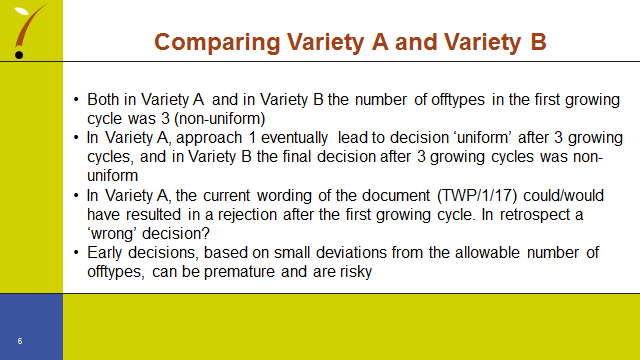 Comparing Variety A and Variety B
• Both in Variety A and in Variety B the number of offtypes in the first growing
cycle was 3 (non-uniform)
• In Variety A, approach 1 eventually lead to decision ‘uniform’ after 3 growing
cycles, and in Variety B the final decision after 3 growing cycles was non-
uniform
• In Variety A, the current wording of the document (TWP/1/17) could/would
have resulted in a rejection after the first growing cycle. In retrospect a
‘wrong’ decision?
• Early decisions, based on small deviations from the allowable number of
offtypes, can be premature and are risky
6